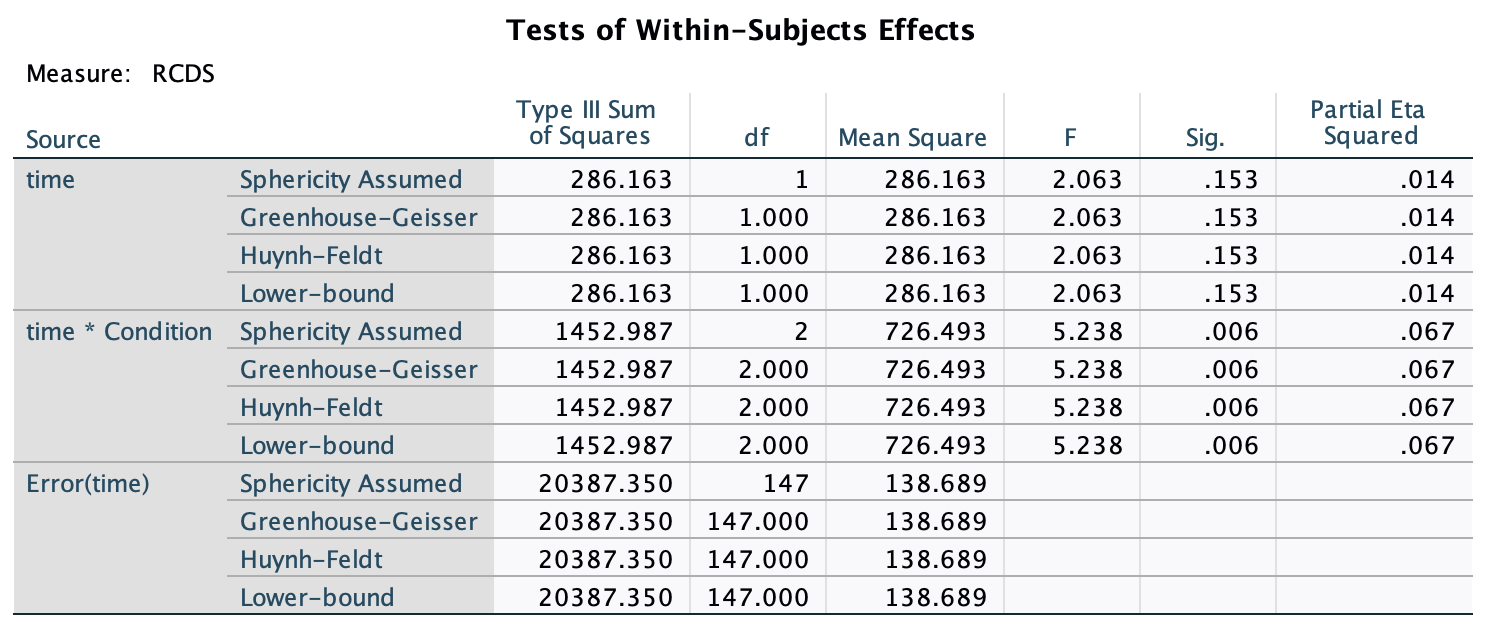 Tests of Within-Subjects Effects
Measure: RCDS
Source Type III Sum of Squares df Mean Square F Sig. Partial Eta Squared
time Sphericity Assumed 286.163 1 286.163 2.063 .153 .014
Greenhouse-Geisser 286.163 1.000 286.163 2.063 .153 .014
Huynh-Feldt 286.163 1.000 286.163 2.063 .153 .014
Lower-bound 286.163 1.000 286.163 2.063 .153 .014
time * Condition Sphericity Assumed 1452.987 2 726.493 5.238 .006 .067
Greenhouse-Geisser 1452.987 2.000 726.493 5.238 .006 .067
Huynh-Feldt 1452.987 2.000 726.493 5.238 .006 .067
Lower-bound 1452.987 2.000 726.493 5.238 .006 .067
Error(time) Sphericity Assumed 20387.350 147 138.689
Greenhouse-Geisser 20387.350 147.000 138.689
Huynh-Feldt 20387.350 147.000 138.689
Lower-bound 20387.350 147.000 138.689